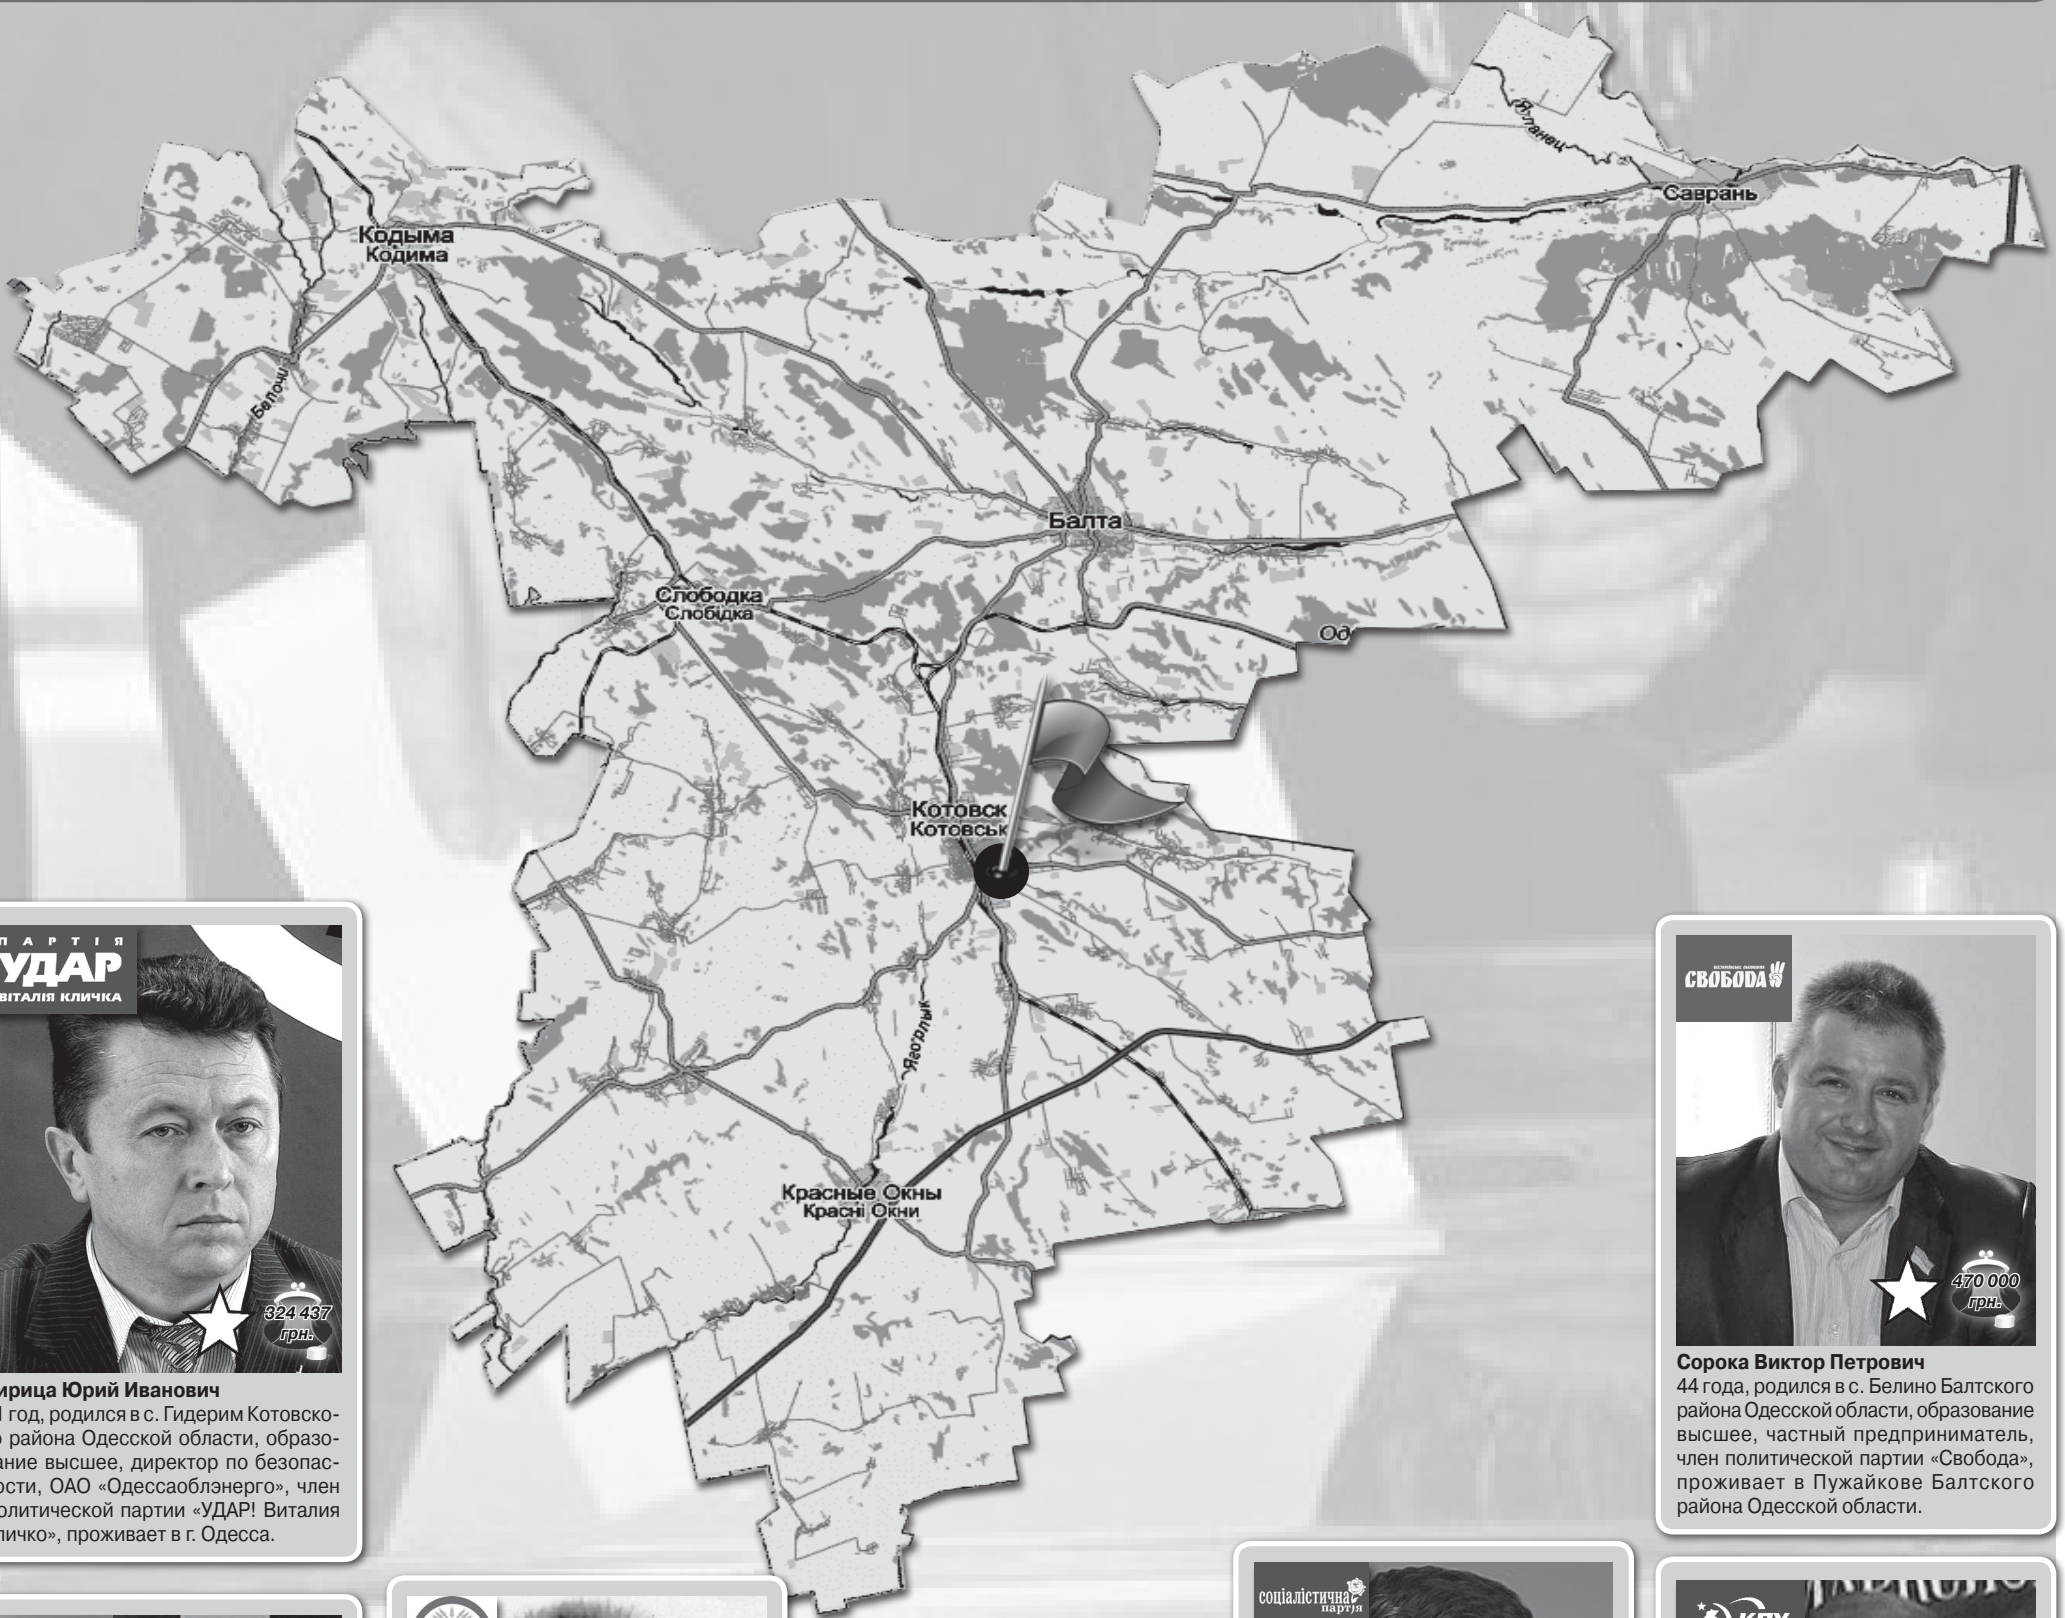 Яланец
Саврань
Кодыма
Кодима
Белочи
Балта
Слободка
Слобідка
Од
Котовск
Котовськ
Ягорлык
Красные Окны
Красні Окни
ПАРТІЯ
УДАР
ВІТАЛІЯ КЛИЧКА
324 437
грн.
ирица Юрий Иванович
1 год, родился в с. Гидерим Котовско-
о района Одесской области, образо-
ание высшее, директор по безопас-
ости, ОАО «Одессаоблэнерго», член
олитической партии «УДАР! Виталия
личко», проживает в г. Одесса.
СВОБОДА
470 000
грн.
Сорока Виктор Петрович
44 года, родился в с. Белино Балтского
района Одесской области, образование
высшее, частный предприниматель,
член политической партии «Свобода»,
проживает в Пужайкове Балтского
района Одесской области.
соціалістична
партія
КПУ